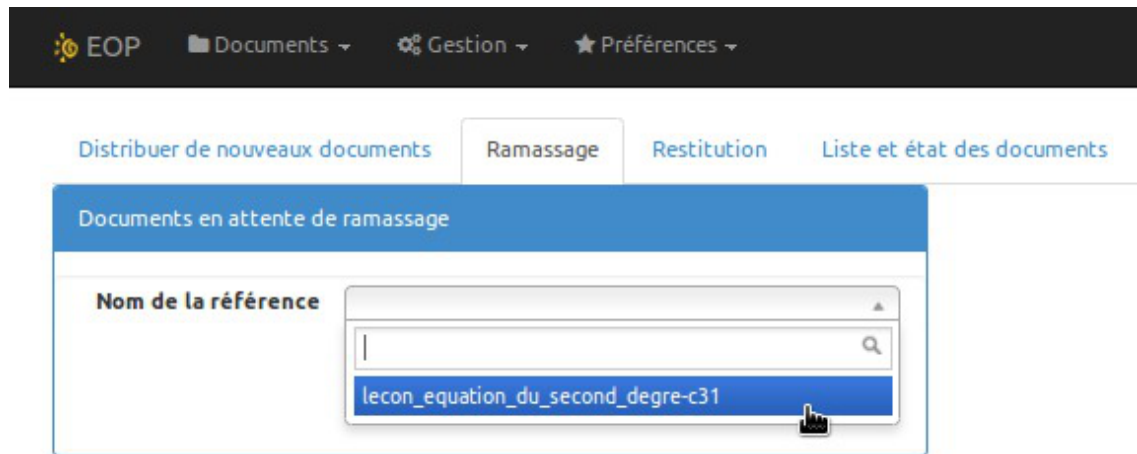 EOP Documents Gestion Préférences
Distribuer de nouveaux documents Ramassage Restitution Liste et état des documents
Documents en attente de ramassage
Nom de la référence
lecon_equation_du_second_degre-c31